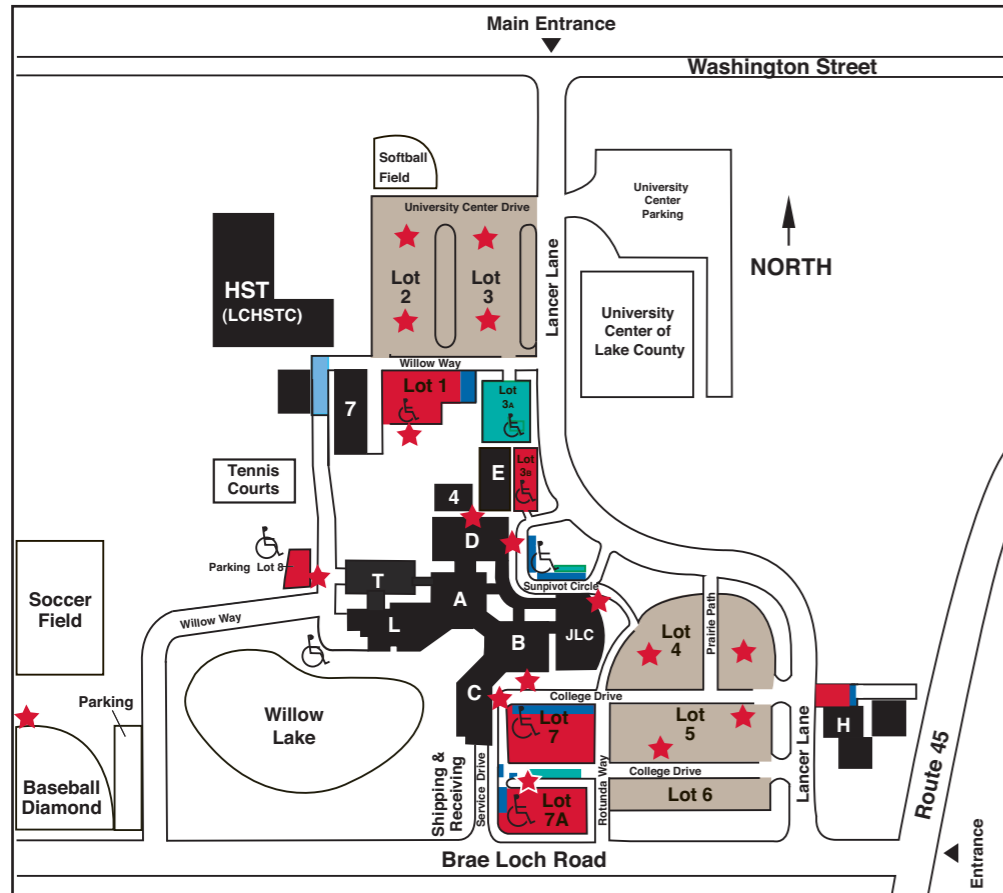 Main Entrance
Washington Street
Softball
Field
University Center Drive
University
Center
Parking
NORTH
Lot
2
Lot
3
Lancer Lane
HST
(LCHSTC)
University
Center of
Lake County
Willow Way
Lot 1
Lot
3A
7
E
Lot
3B
Tennis
Courts
4
D
Parking Lot 8
Sunpivot Circle
T
A
Soccer
Field
Willow Way
L
B
JLC
Lot
4
Prairie Path
C
College Drive
Parking
Willow
Lake
Lot
7
Lot
5
H
Lancer Lane
Route 45
Baseball
Diamond
Shipping &
Receiving
Service Drive
Rotunda Way
College Drive
Lot 6
Lot
7A
Brae Loch Road
Entrance